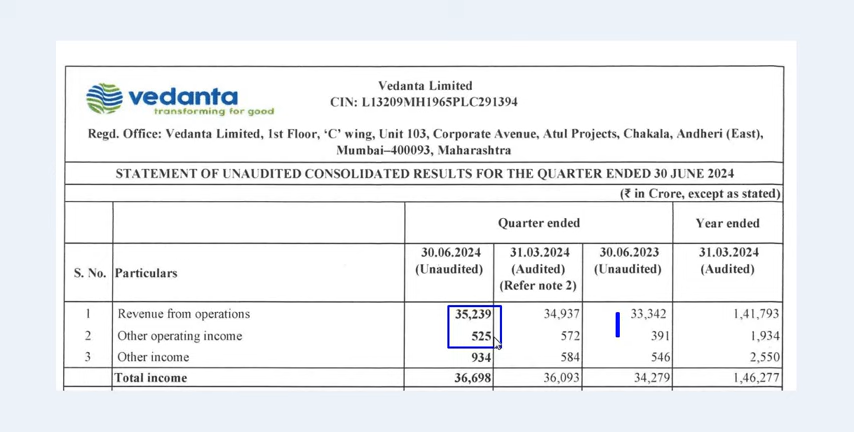 vedanta
transforming for good
Vedanta Limited
CIN: L13209MH1965PLC291394
Regd. Office: Vedanta Limited, 1st Floor, ‘C’ wing, Unit 103, Corporate Avenue, Atul Projects, Chakala, Andheri (East),
Mumbai–400093, Maharashtra
STATEMENT OF UNAUDITED CONSOLIDATED RESULTS FOR THE QUARTER ENDED 30 JUNE 2024
(₹ in Crore, except as stated)
Quarter ended Year ended
S. No. Particulars 30.06.2024 (Unaudited) 31.03.2024 (Audited) (Refer note 2) 30.06.2023 (Unaudited) 31.03.2024 (Audited)
1 Revenue from operations 35,239 34,937 33,342 1,41,793
2 Other operating income 525 572 391 1,934
3 Other income 934 584 546 2,550
Total income 36,698 36,093 34,279 1,46,277